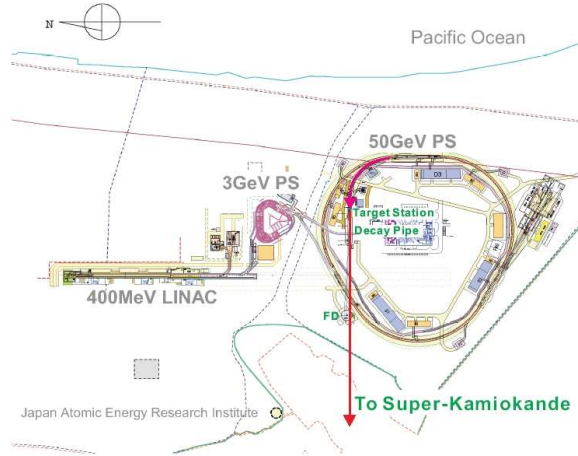 N
Pacific Ocean
50GeV PS
3GeV PS
Target Station
Decay Pipe
400MeV LINAC
FD
To Super-Kamiokande
Japan Atomic Energy Research Institute